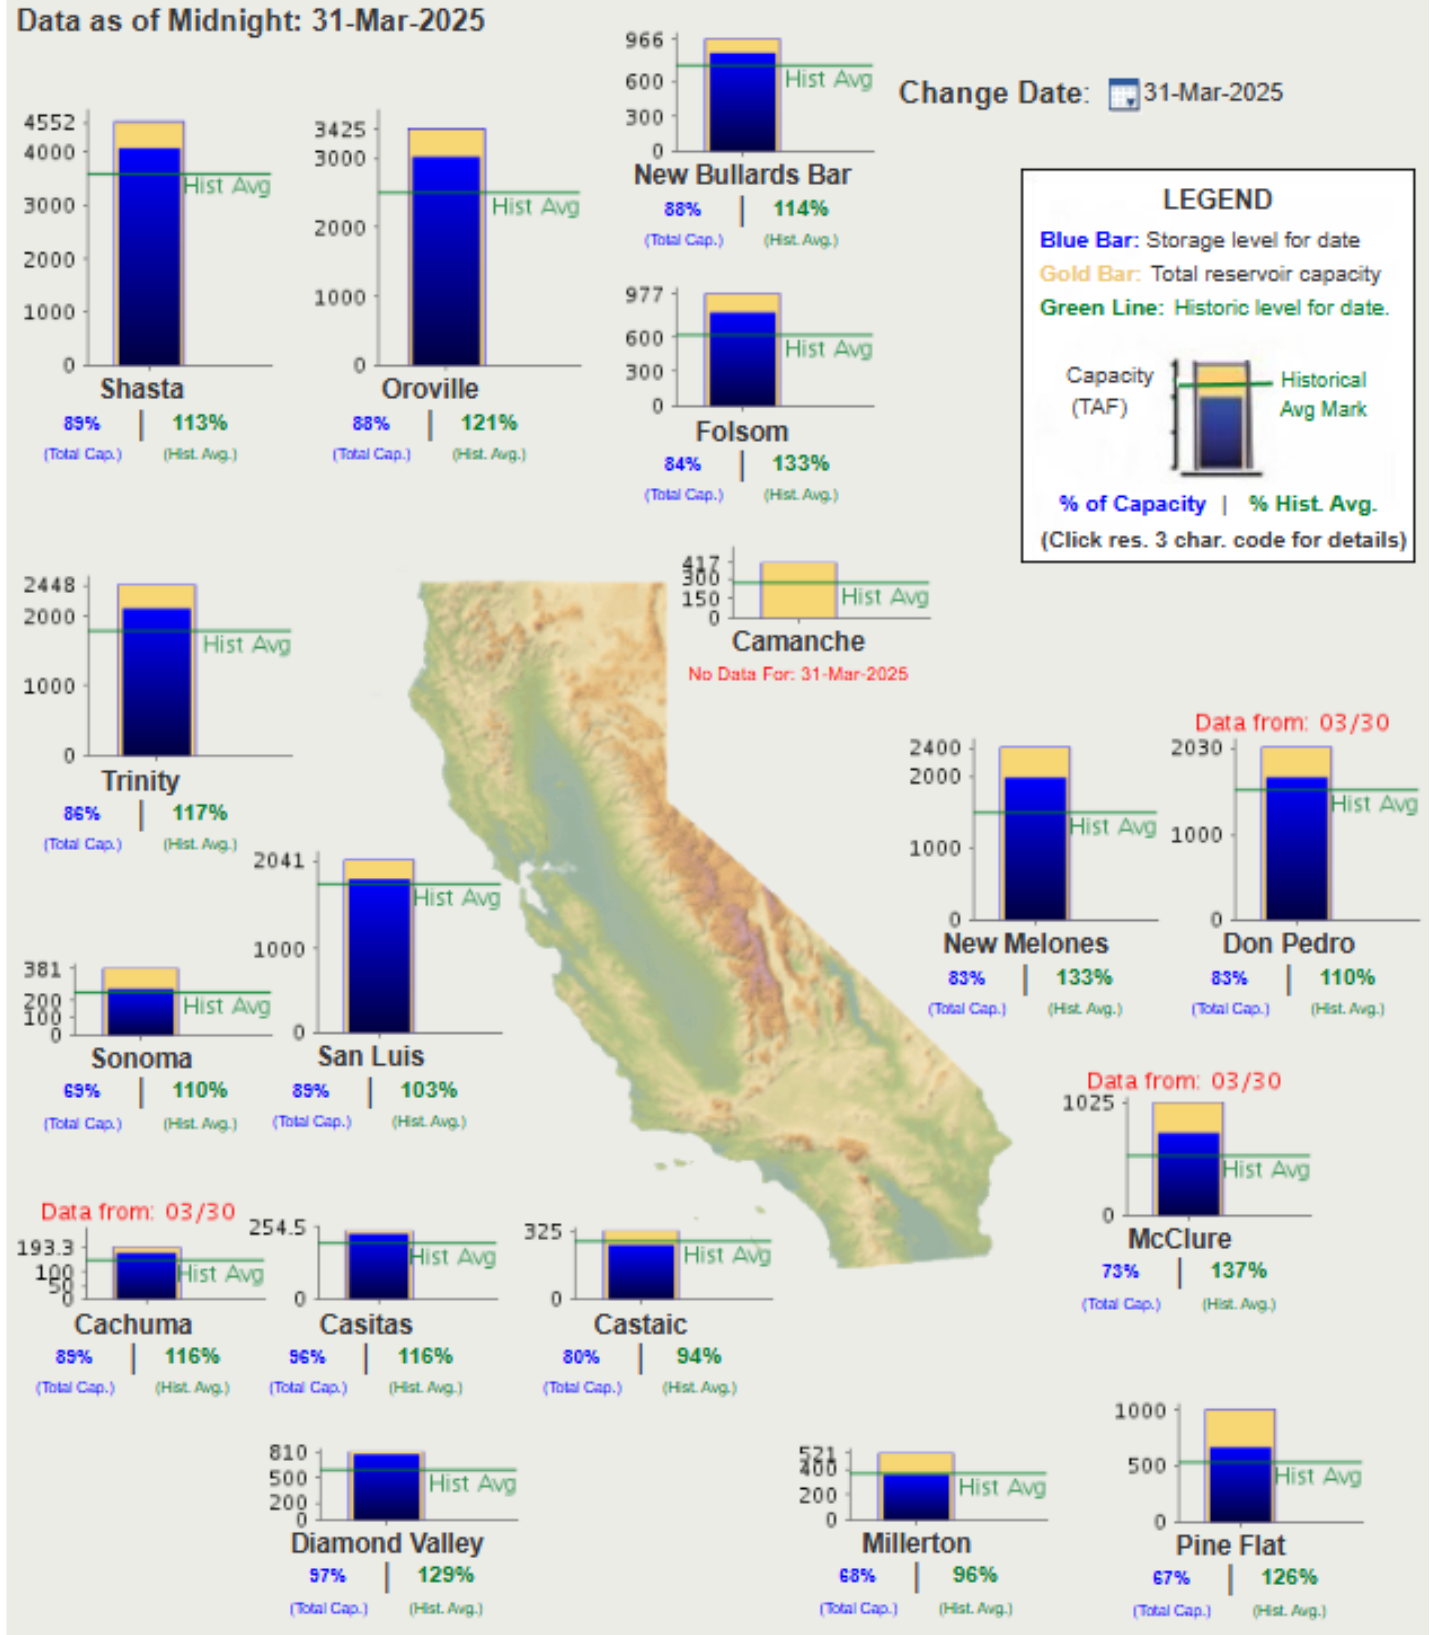 Data as of Midnight: 31-Mar-2025
Change Date: 31-Mar-2025
966
600
300
0
Hist Avg
New Bullards Bar
88% | 114%
(Total Cap.) (Hist. Avg.)
4552
4000
3000
2000
1000
0
Hist Avg
Shasta
89% | 113%
(Total Cap.) (Hist. Avg.)
3425
3000
2000
1000
0
Hist Avg
Oroville
88% | 121%
(Total Cap.) (Hist. Avg.)
977
600
300
0
Hist Avg
Folsom
84% | 133%
(Total Cap.) (Hist. Avg.)
LEGEND
Blue Bar: Storage level for date
Gold Bar: Total reservoir capacity
Green Line: Historic level for date.
Capacity
(TAF)
Historical
Avg Mark
% of Capacity | % Hist. Avg.
(Click res. 3 char. code for details)
417
300
150
0
Hist Avg
Camanche
No Data For: 31-Mar-2025
2448
2000
1000
0
Hist Avg
Trinity
86% | 117%
(Total Cap.) (Hist. Avg.)
2400
2000
1000
0
Hist Avg
New Melones
83% | 133%
(Total Cap.) (Hist. Avg.)
Data from: 03/30
2030
1000
0
Hist Avg
Don Pedro
83% | 110%
(Total Cap.) (Hist. Avg.)
2041
1000
0
Hist Avg
San Luis
89% | 103%
(Total Cap.) (Hist. Avg.)
381
200
100
0
Hist Avg
Sonoma
69% | 110%
(Total Cap.) (Hist. Avg.)
Data from: 03/30
1025
0
Hist Avg
McClure
73% | 137%
(Total Cap.) (Hist. Avg.)
Data from: 03/30
193.3
100
50
0
Hist Avg
Cachuma
89% | 116%
(Total Cap.) (Hist. Avg.)
254.5
0
Hist Avg
Casitas
96% | 116%
(Total Cap.) (Hist. Avg.)
325
0
Hist Avg
Castaic
80% | 94%
(Total Cap.) (Hist. Avg.)
810
500
200
0
Hist Avg
Diamond Valley
97% | 129%
(Total Cap.) (Hist. Avg.)
521
400
200
0
Hist Avg
Millerton
68% | 96%
(Total Cap.) (Hist. Avg.)
1000
500
0
Hist Avg
Pine Flat
67% | 126%
(Total Cap.) (Hist. Avg.)